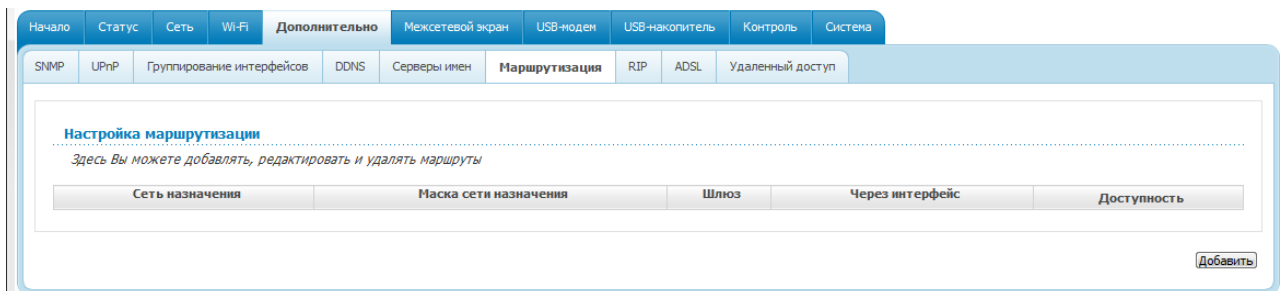 Начало Статус Сеть Wi-Fi Дополнительно Межсетевой экран USB-модем USB-накопитель Контроль Система
SNMP UPnP Группирование интерфейсов DDNS Серверы имен Маршрутизация RIP ADSL Удаленный доступ
Настройка маршрутизации
Здесь Вы можете добавлять, редактировать и удалять маршруты
Сеть назначения Маска сети назначения Шлюз Через интерфейс Доступность
Добавить